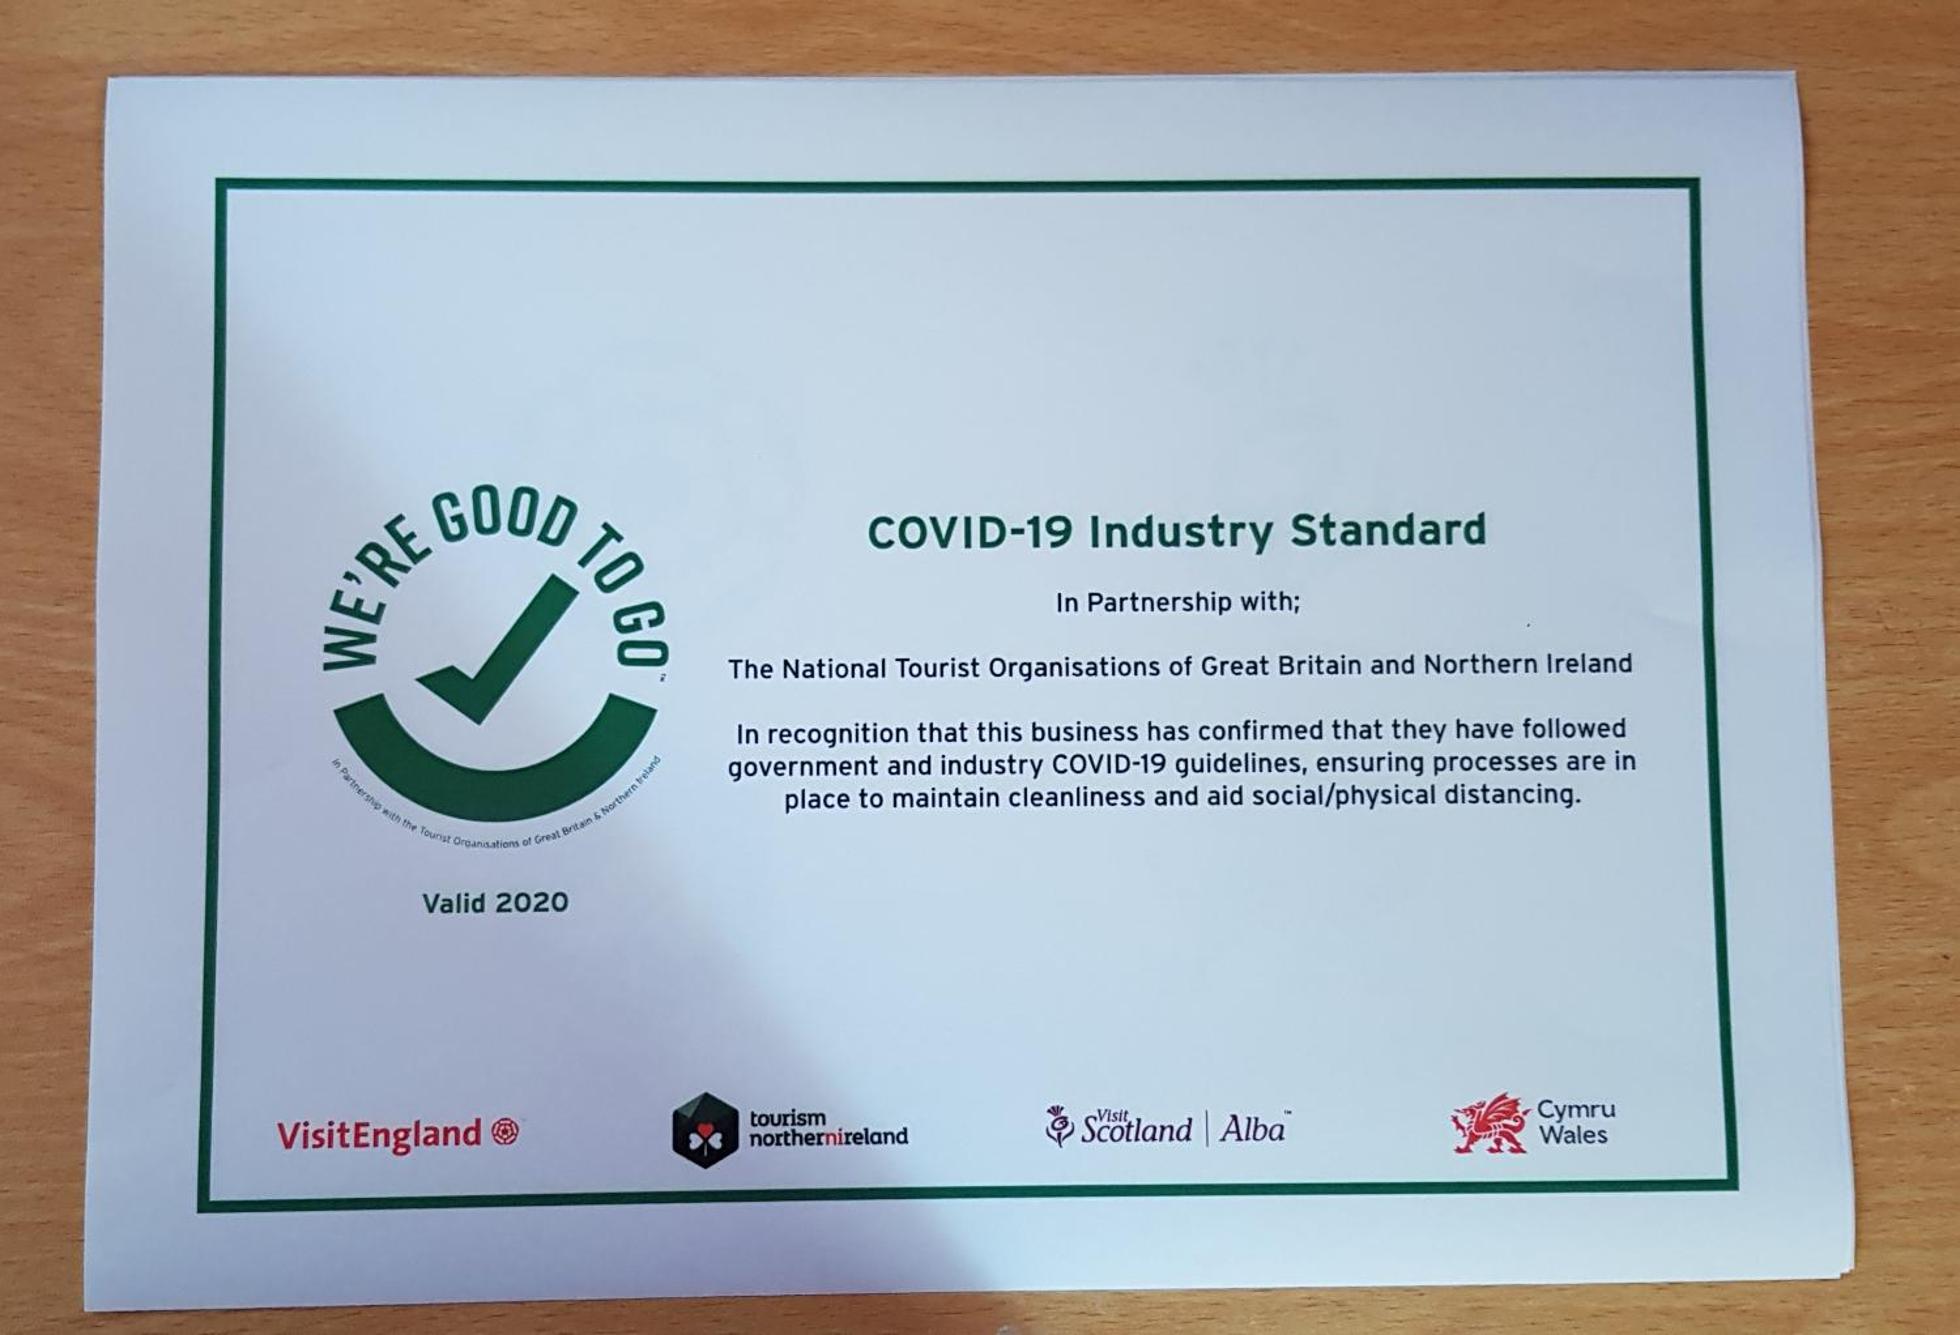 WE'RE GOOD TO GO
In Partnership with the Tourist Organisations of Great Britain & Northern Ireland
Valid 2020
COVID-19 Industry Standard
In Partnership with;
The National Tourist Organisations of Great Britain and Northern Ireland
In recognition that this business has confirmed that they have followed
government and industry COVID-19 guidelines, ensuring processes are in
place to maintain cleanliness and aid social/physical distancing.
VisitEngland
tourism
northernireland
Visit
Scotland | Alba™
Cymru
Wales